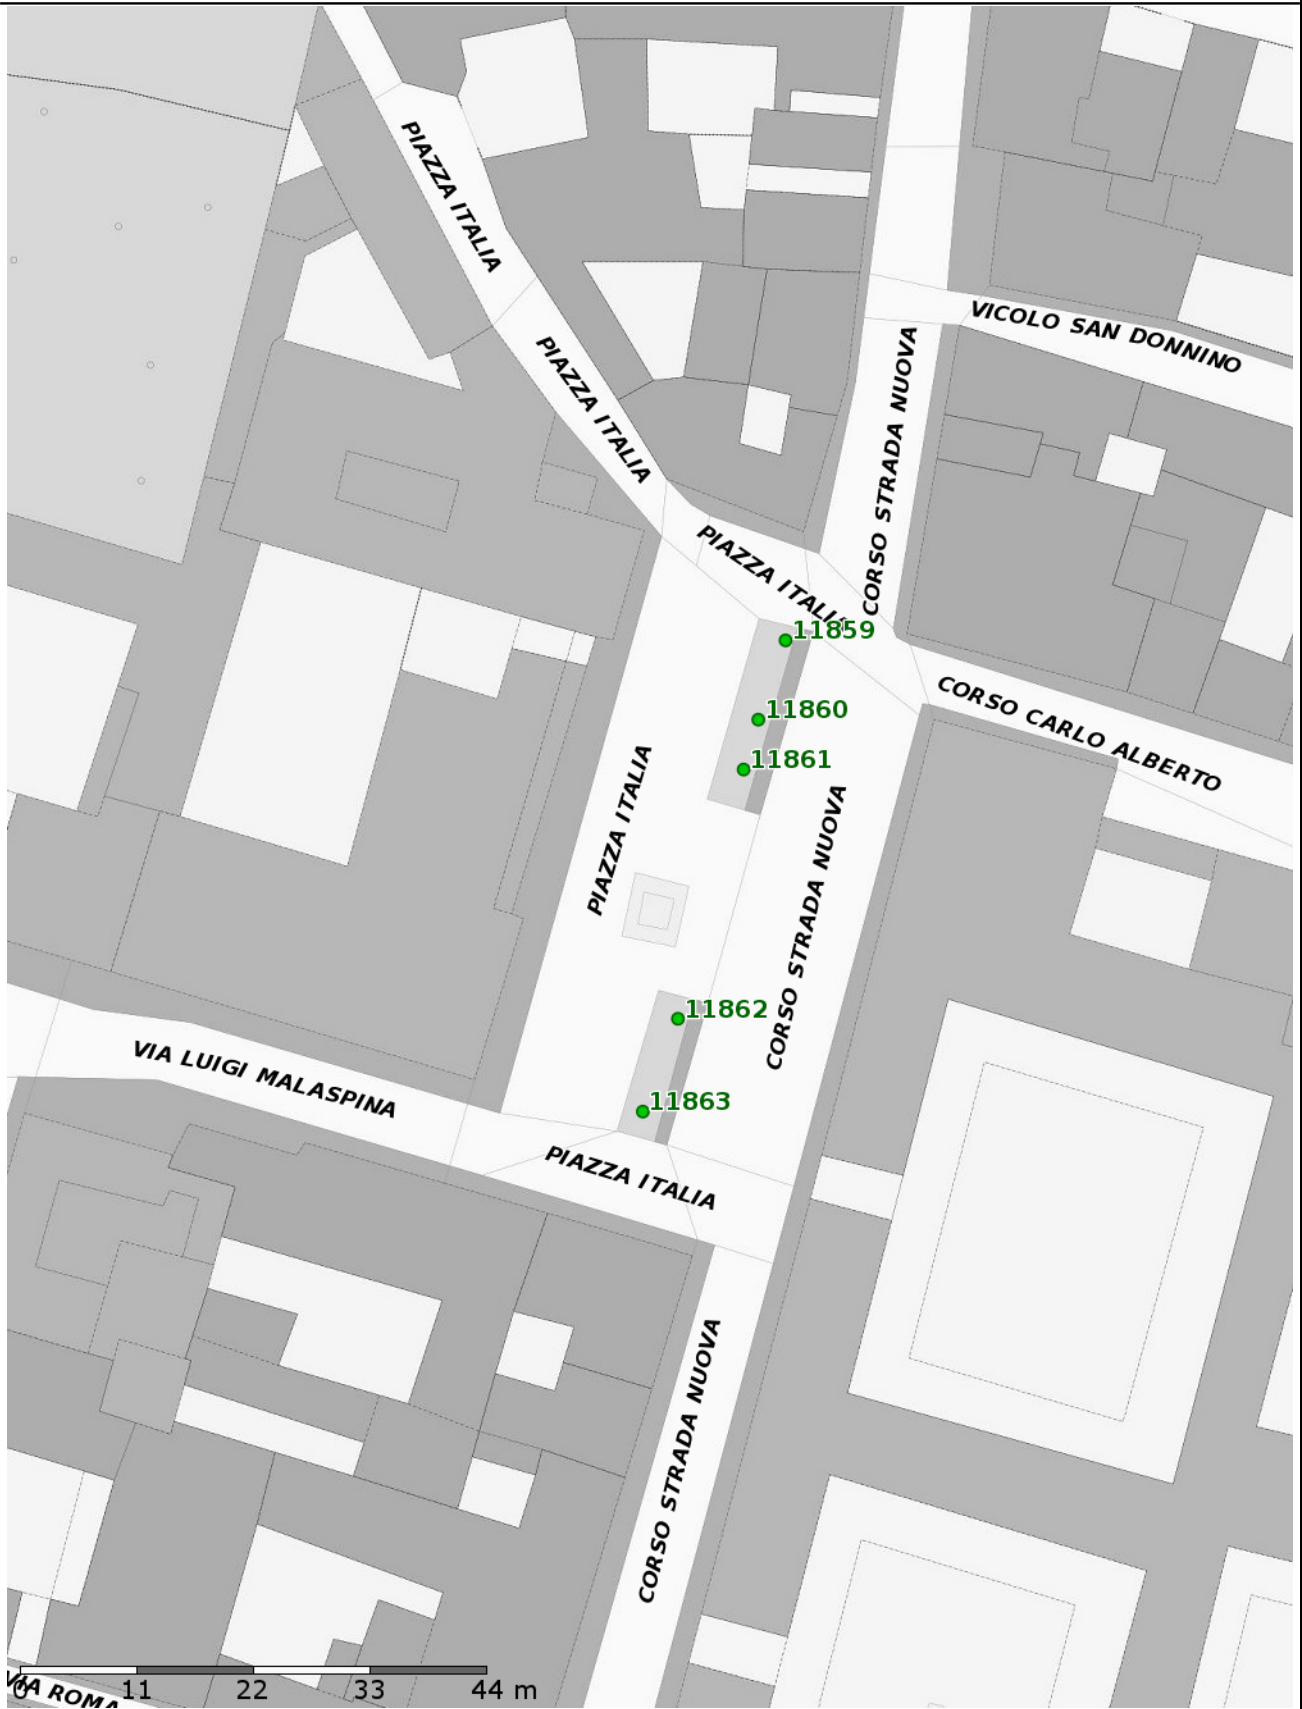 PIAZZA ITALIA
VICOLO SAN DONNINO
PIAZZA ITALIA
CORSO STRADA NUOVA
PIAZZA ITALIA
11859
CORSO CARLO ALBERTO
11860
11861
PIAZZA ITALIA
CORSO STRADA NUOVA
11862
VIA LUIGI MALASPINA
11863
PIAZZA ITALIA
CORSO STRADA NUOVA
VIA ROMA
0 11 22 33 44 m